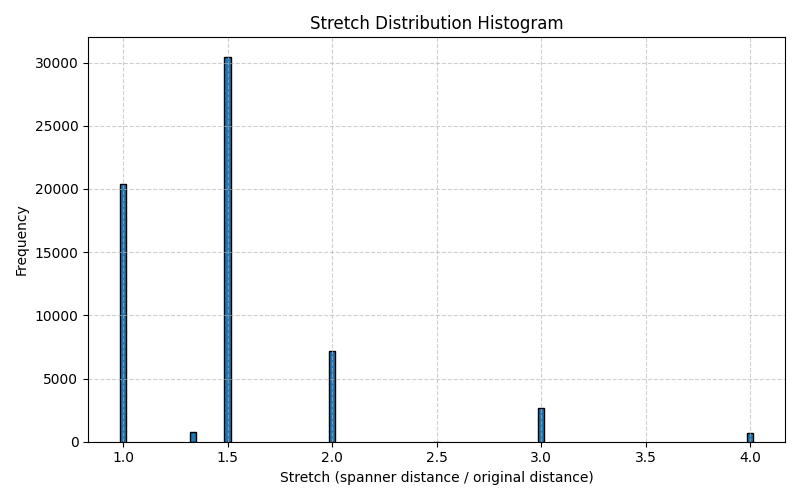 Stretch Distribution Histogram
Frequency
30000
25000
20000
15000
10000
5000
0
1.0 1.5 2.0 2.5 3.0 3.5 4.0
Stretch (spanner distance / original distance)